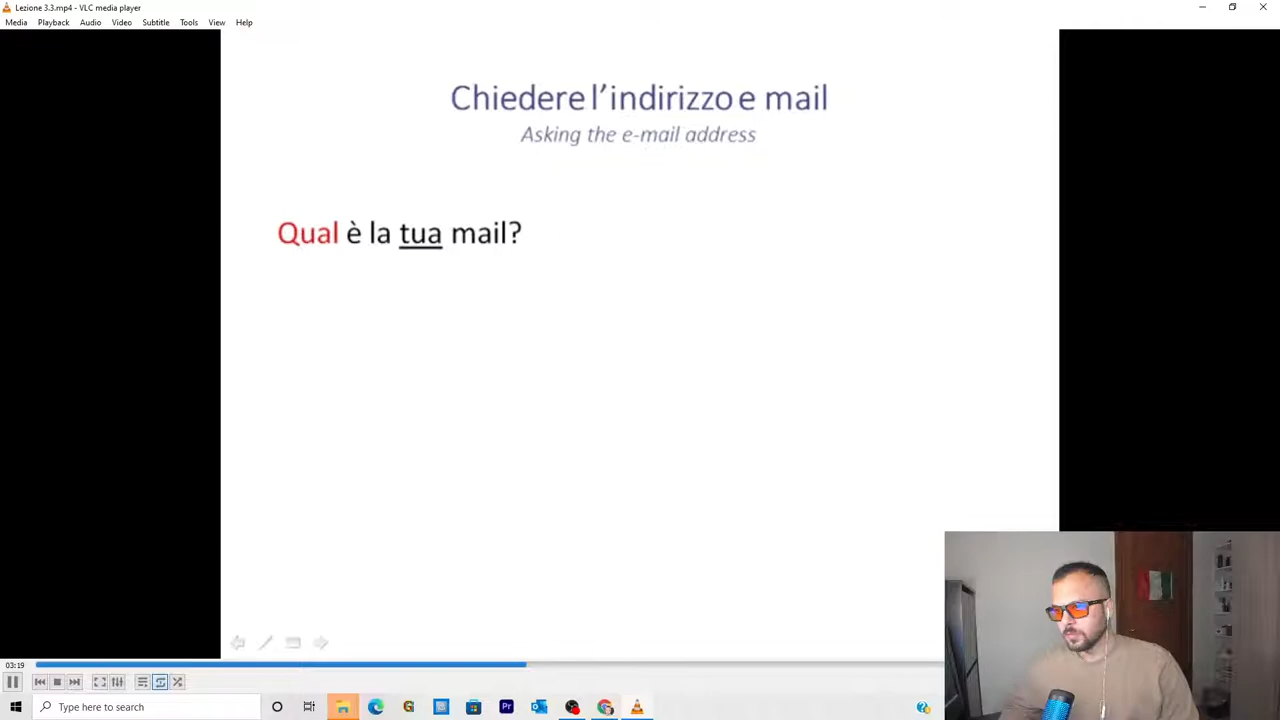 Lezione 3.3.mp4 - VLC media player
Media Playback Audio Video Subtitle Tools View Help
Chiedere l'indirizzo e mail
Asking the e-mail address
Qual è la tua mail?
03:19
Type here to search
Pr